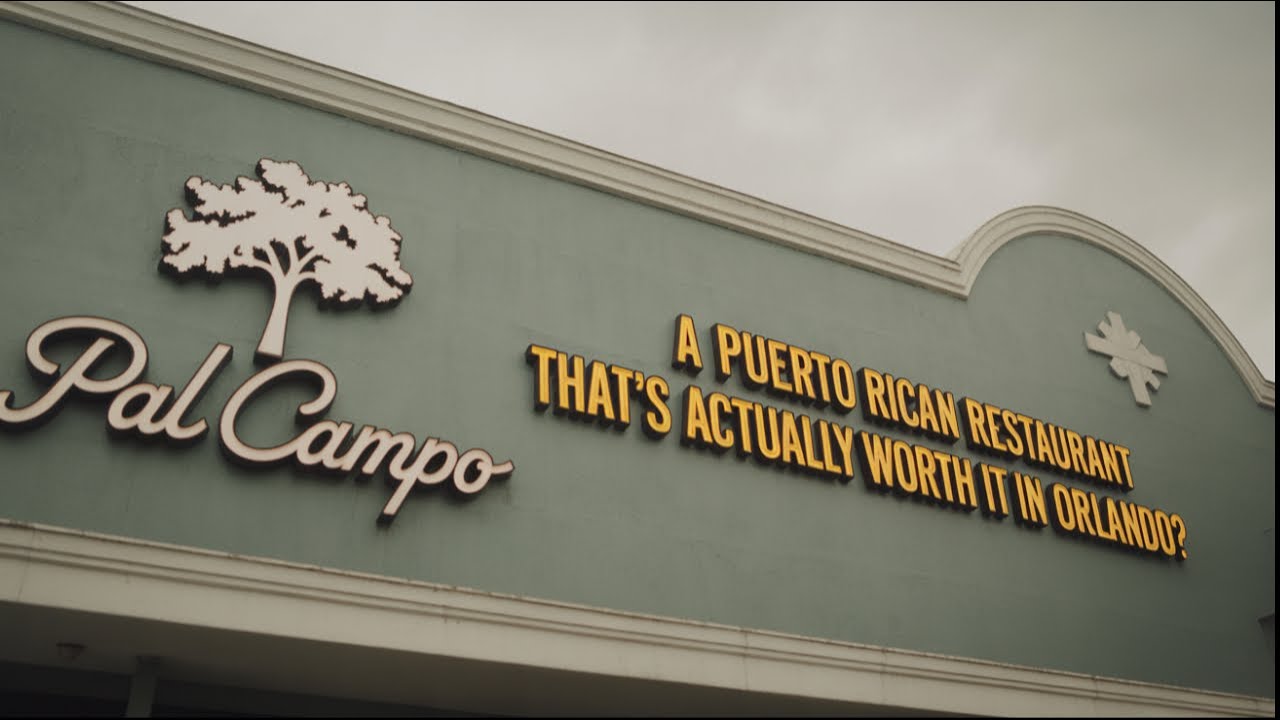 Pal Campo
A PUERTO RICAN RESTAURANT
THAT'S ACTUALLY WORTH IT IN ORLANDO?